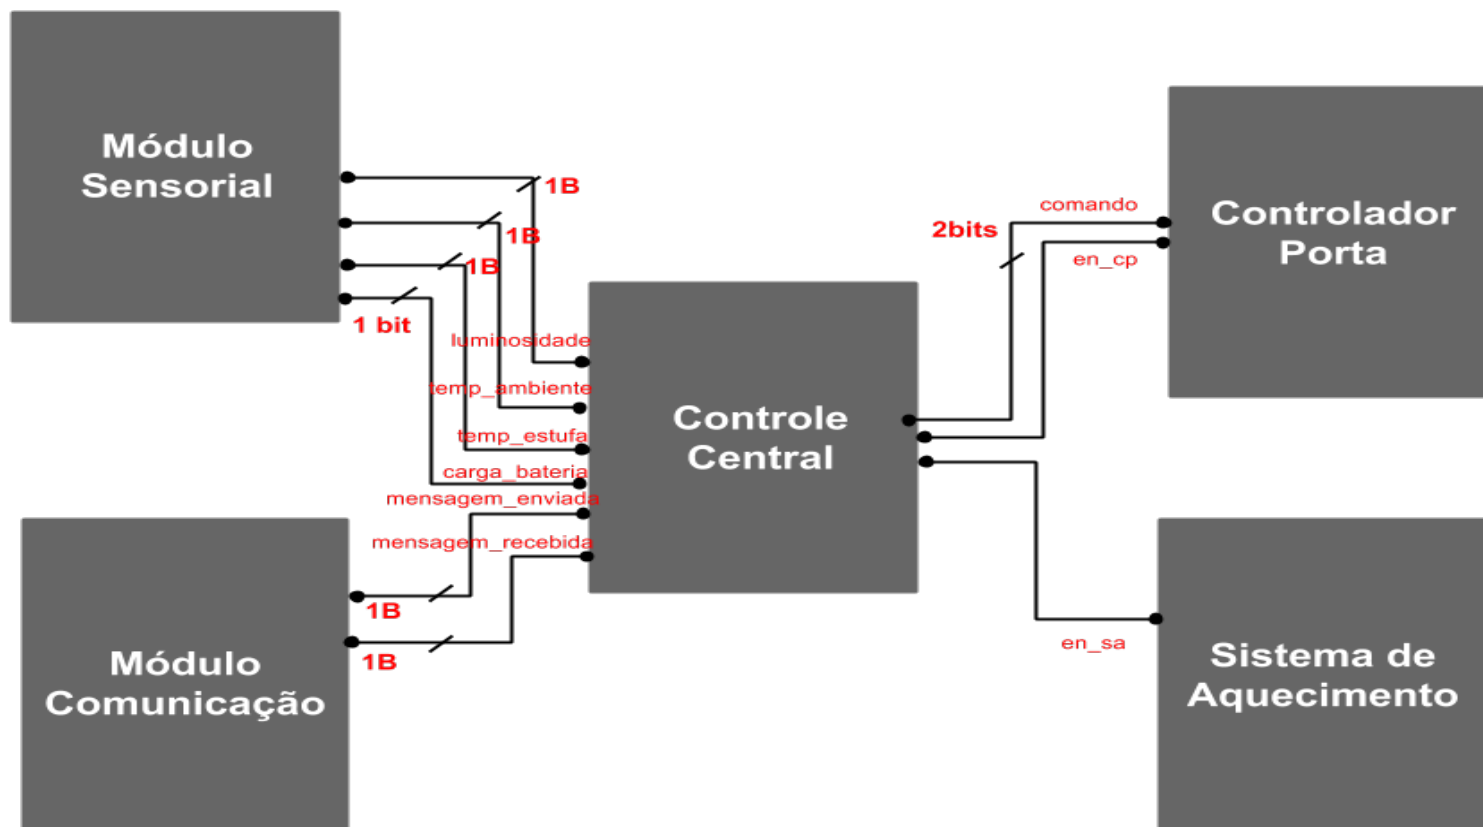 Módulo
Sensorial
1B
1B
1B
1 bit
luminosidade
temp_ambiente
temp_estufa
carga_bateria
mensagem_enviada
mensagem_recebida
Módulo
Comunicação
1B
1B
Controle
Central
2bits
comando
en_cp
Controlador
Porta
en_sa
Sistema de
Aquecimento